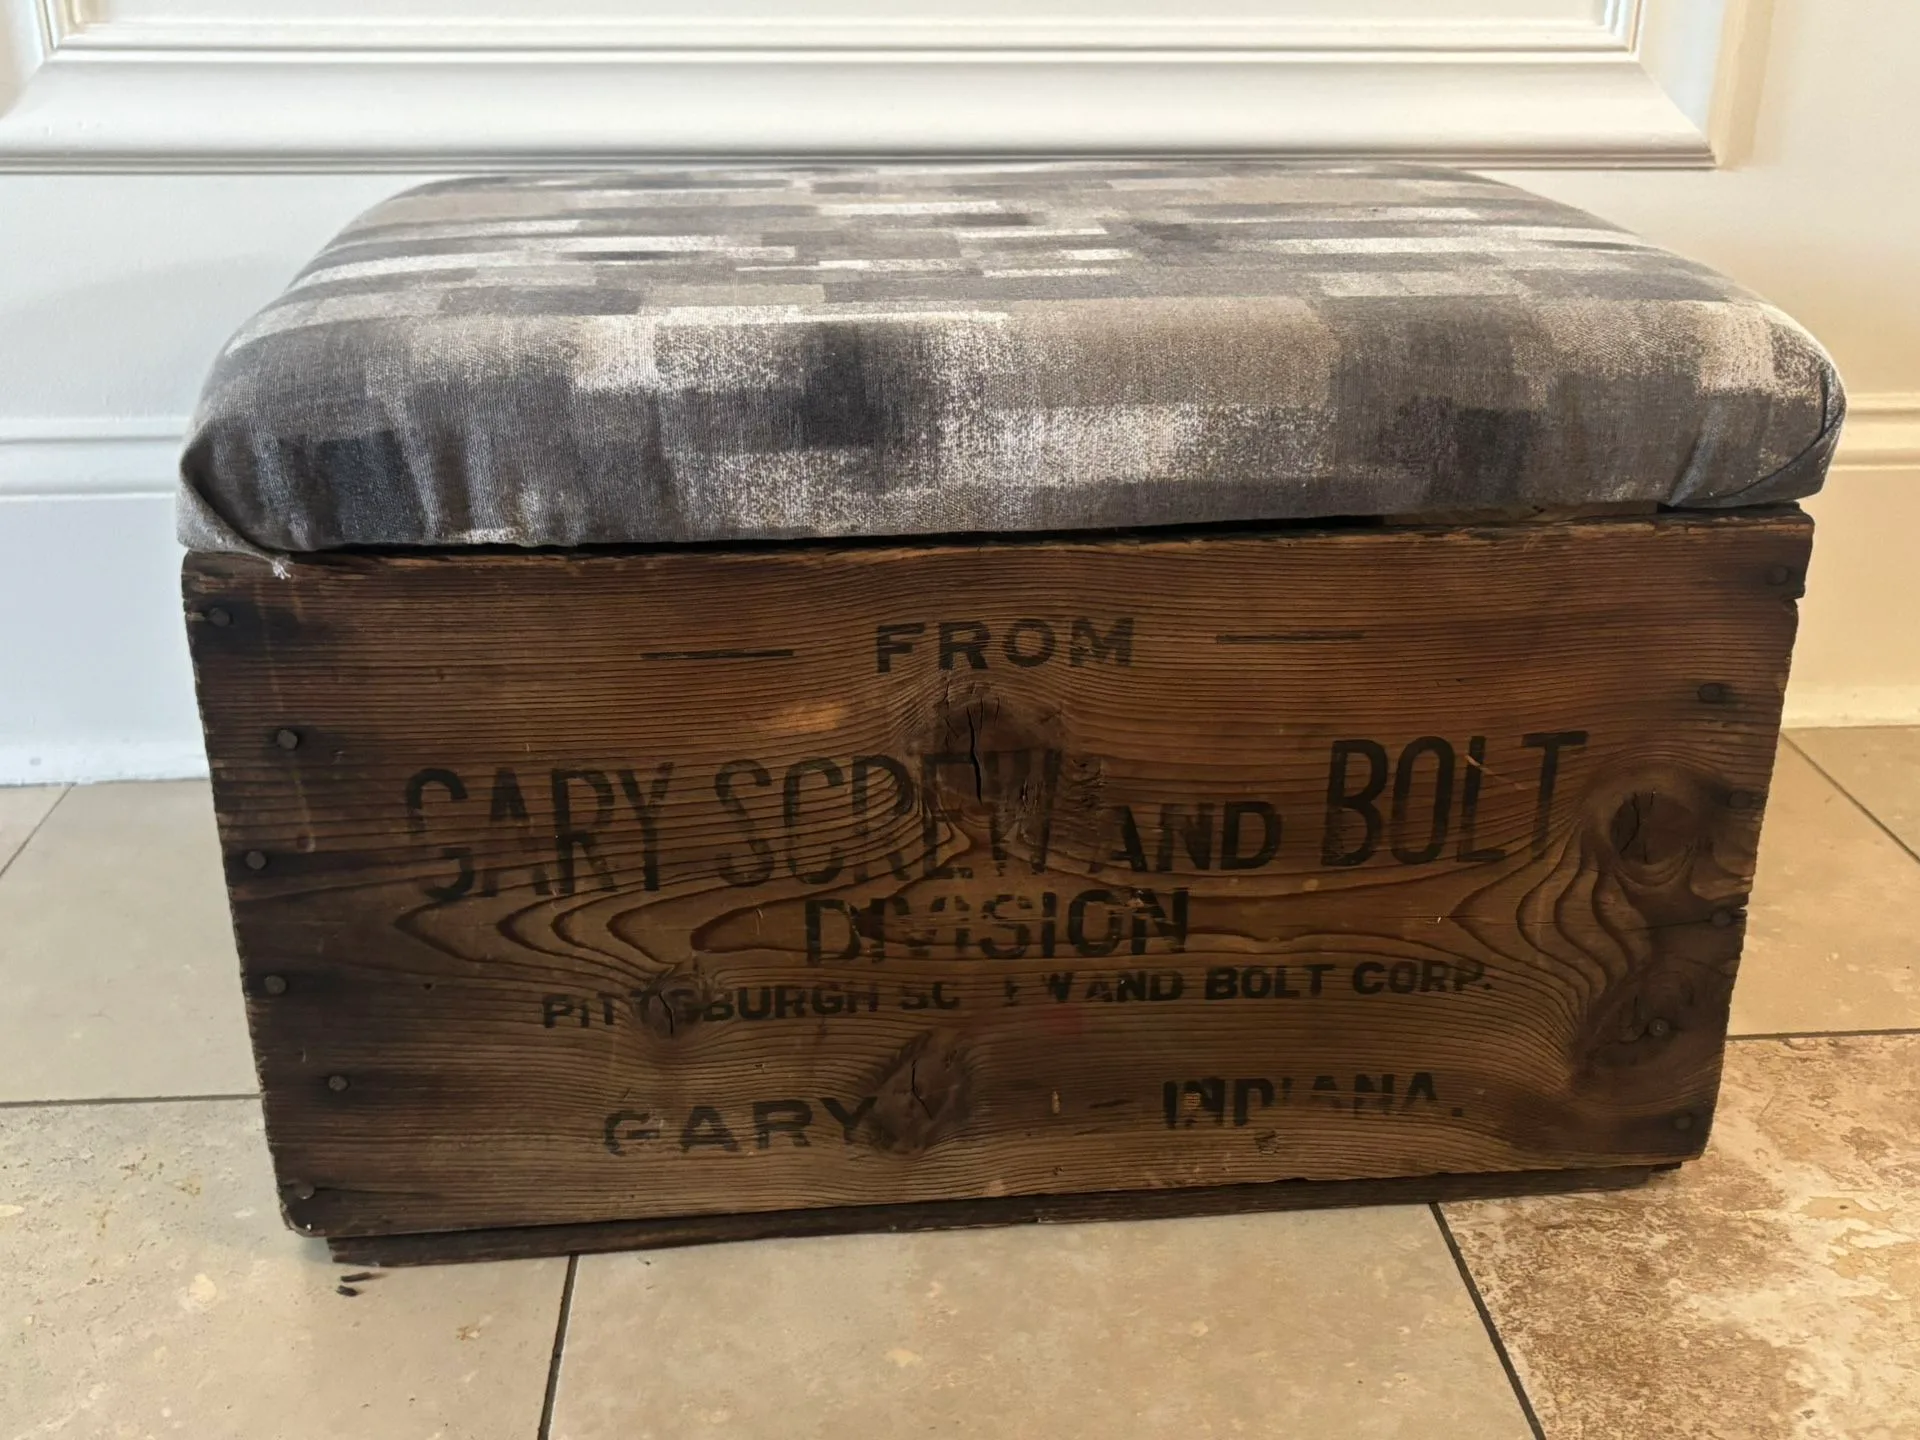 — FROM —
GARY SCREW AND BOLT
DIVISION
PITTSBURGH SCREW AND BOLT CORP.
GARY — INDIANA.